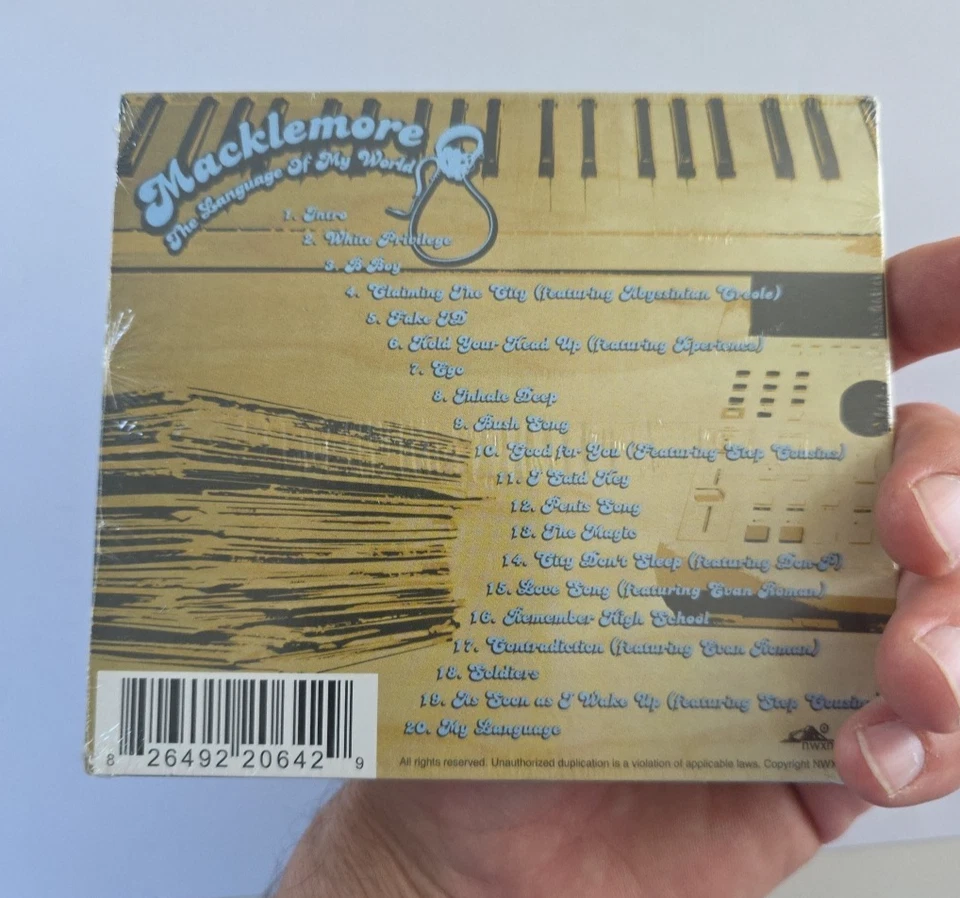 Macklemore
The Language Of My World
1. Intro
2. White Privilege
3. B Boy
4. Claiming The City (featuring Abyssinian Creole)
5. Fake ID
6. Hold Your Head Up (featuring Xperience)
7. Ego
8. Inhale Deep
9. Bush Song
10. Good for You (Featuring Step Cousins)
11. I Said Hey
12. Penis Song
13. The Magic
14. City Don't Sleep (featuring Don-P)
15. Love Song (featuring Evan Roman)
16. Remember High School
17. Contradiction (featuring Evan Roman)
18. Soldiers
19. As Soon as I Wake Up (featuring Step Cousin
20. My Language
nwxn
8 26492 20642 9
All rights reserved. Unauthorized duplication is a violation of applicable laws. Copyright NWX